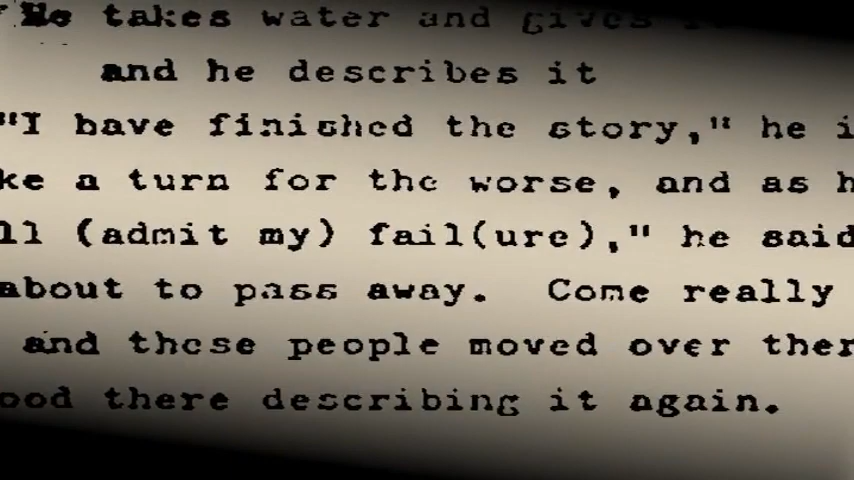 He takes water and gives
and he describes it
"I have finished the story," he i
ke a turn for the worse, and as h
ll (admit my) fail(ure)," he said
about to pass away. Come really
and these people moved over ther
ood there describing it again.